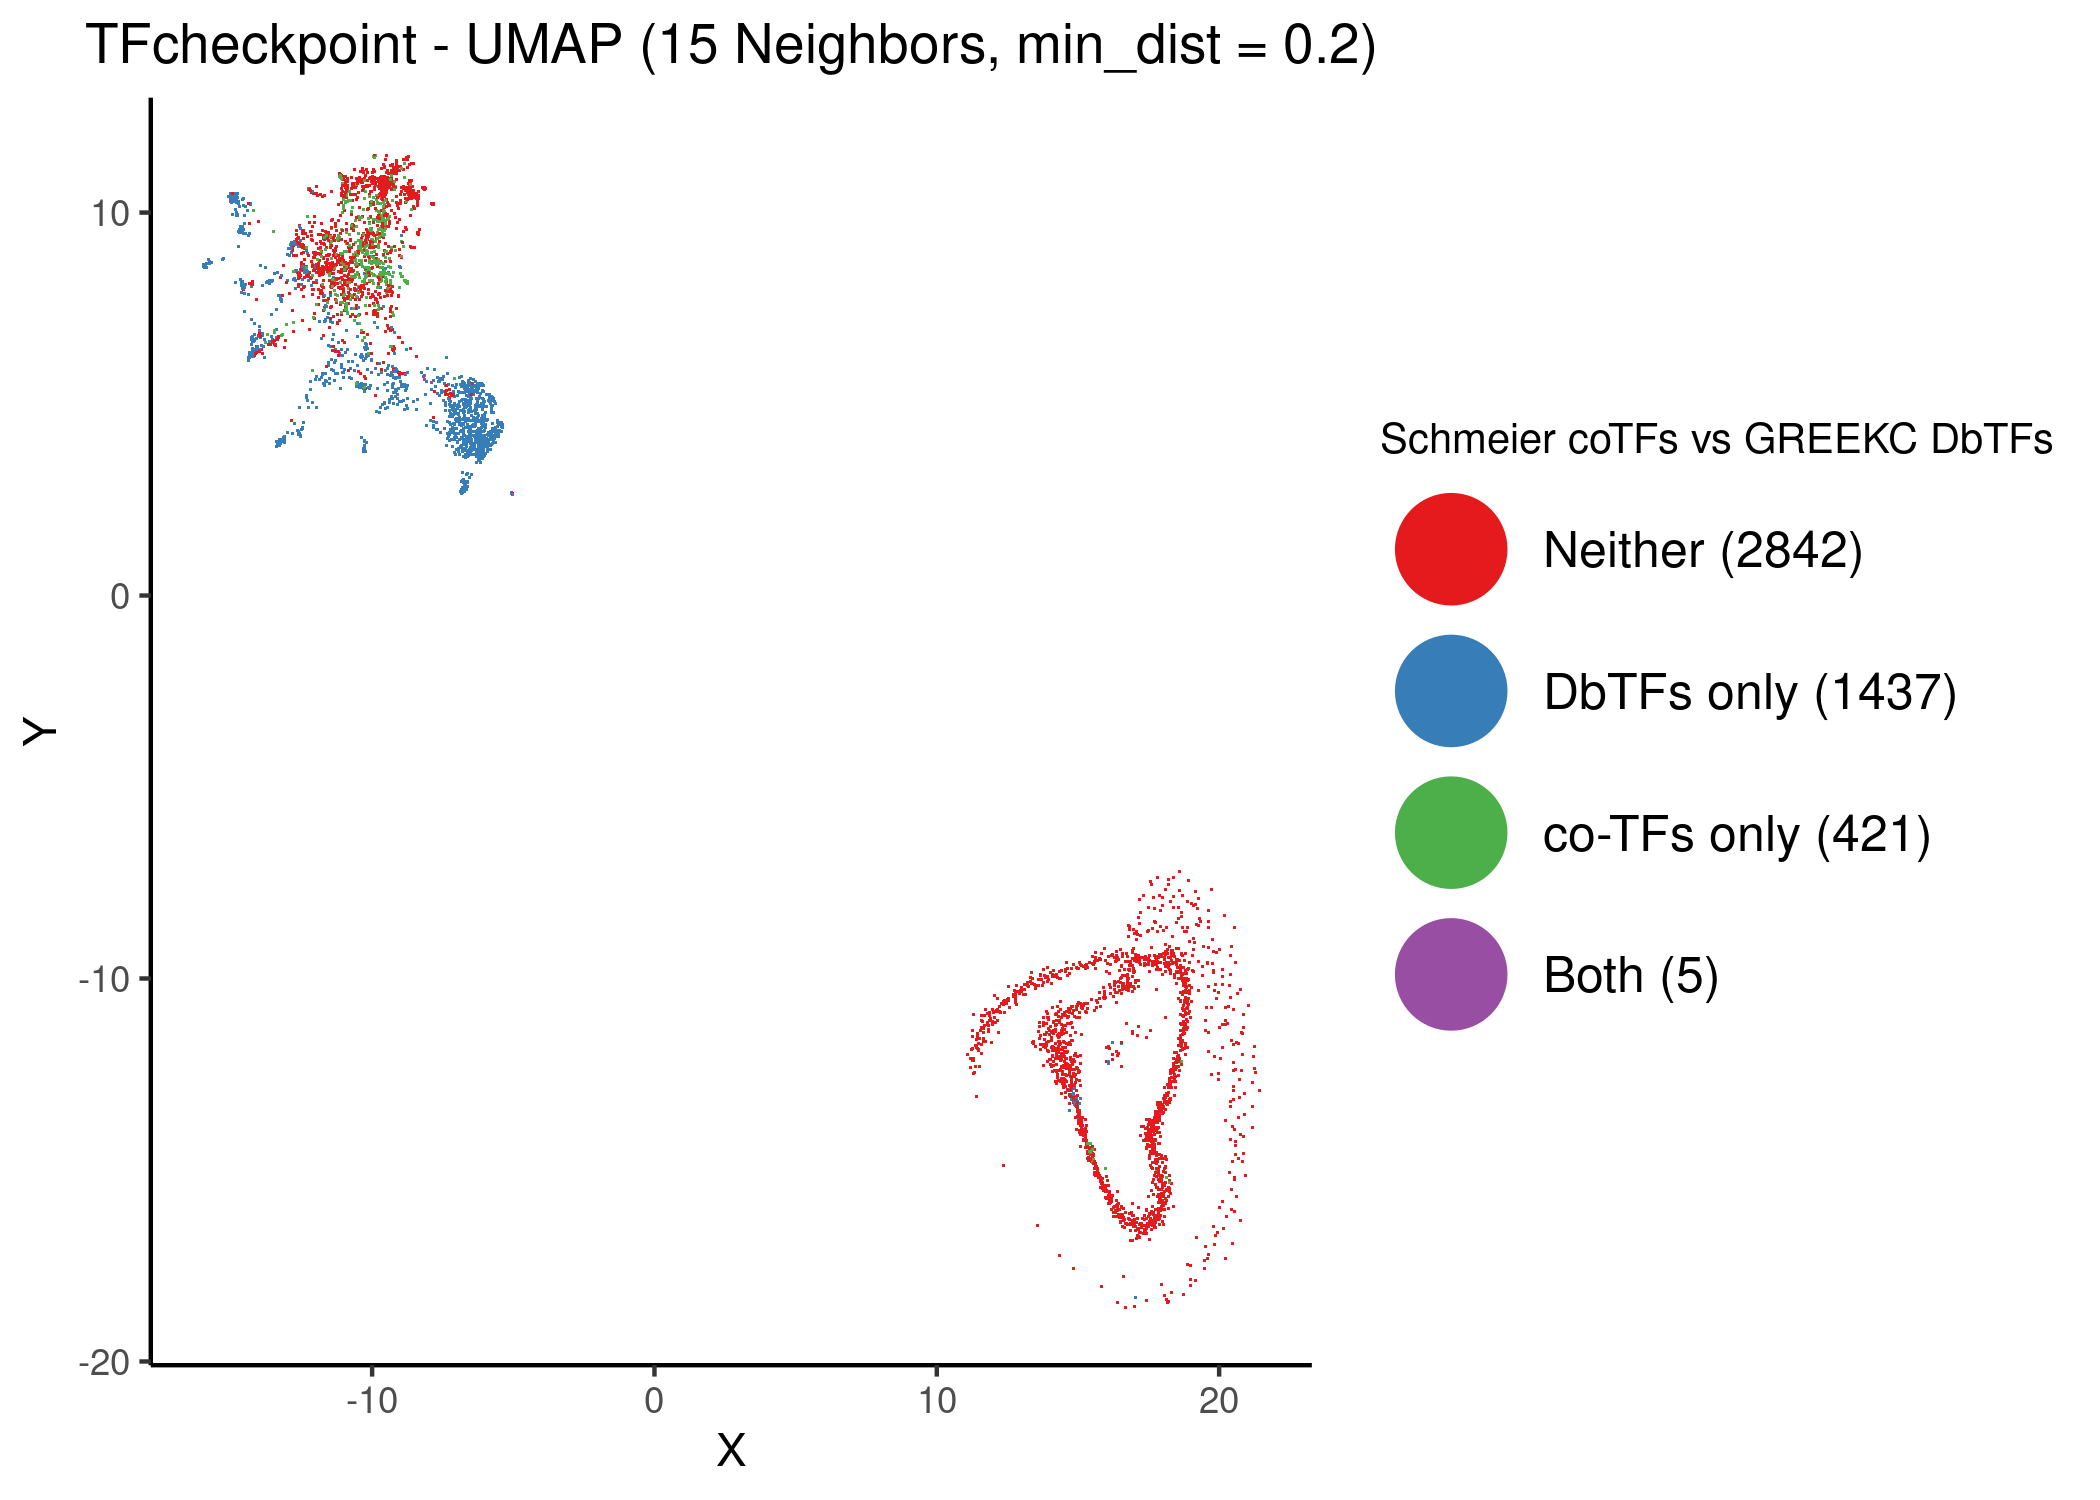 TFcheckpoint - UMAP (15 Neighbors, min_dist = 0.2)
10
0
-10
-20
Y
-10
0
10
20
X
Schmeier coTFs vs GREEKC DbTFs
Neither (2842)
DbTFs only (1437)
co-TFs only (421)
Both (5)